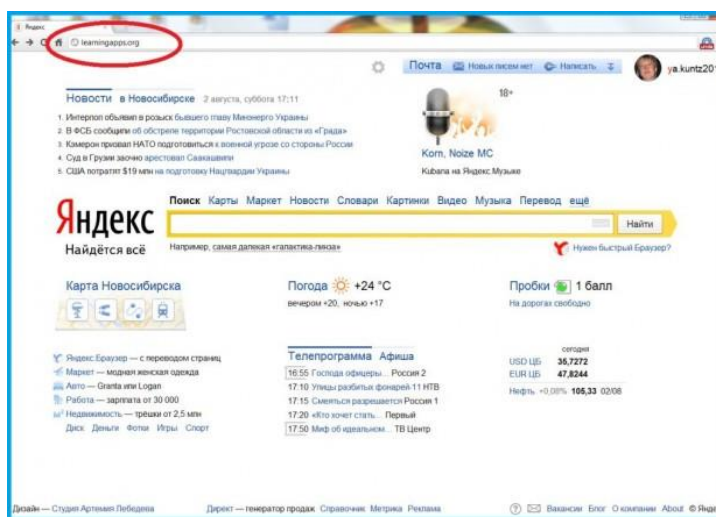 Яндекс
learningapps.org
Почта Новых писем нет Написать
ya.kuntz201
Новости в Новосибирске 2 августа, суббота 17:11
1. Интерпол объявил в розыск бывшего главу Минэнерго Украины
2. В ФСБ сообщили об обстреле территории Ростовской области из «Града»
3. Кэмерон призвал НАТО подготовиться к военной угрозе со стороны России
4. Суд в Грузии заочно арестовал Саакашвили
5. США потратят $19 млн на подготовку Нацгвардии Украины
18+
Korn, Noize MC
Kubana на Яндекс.Музыке
Поиск Карты Маркет Новости Словари Картинки Видео Музыка Перевод ещё
Яндекс
Найти
Найдётся всё
Например, самая далекая «галактика-линза»
Нужен быстрый Браузер?
Карта Новосибирска
Погода +24 °C
вечером +20, ночью +17
Пробки 1 балл
На дорогах свободно
Яндекс.Браузер — с переводом страниц
Маркет — модная женская одежда
Авто — Granta или Logan
Работа — зарплата от 30 000
Недвижимость — трёшки от 2,5 млн
Диск Деньги Фотки Игры Спорт
Телепрограмма Афиша
16:55 Господа офицеры... Россия 2
17:10 Улицы разбитых фонарей-11 НТВ
17:15 Смеяться разрешается Россия 1
17:20 «Кто хочет стать... Первый
17:50 Миф об идеальном... ТВ Центр
сегодня
USD ЦБ 35,7272
EUR ЦБ 47,8244
Нефть +0,08% 105,33 02/08
Дизайн — Студия Артемия Лебедева
Директ — генератор продаж Справочник Метрика Реклама
Вакансии Блог О компании About © Янде